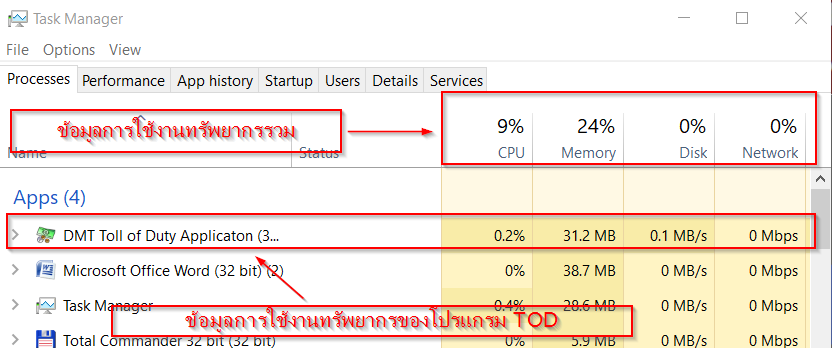 Task Manager
File Options View
Processes Performance App history Startup Users Details Services
9% 24% 0% 0%
ข้อมูลการใช้งานทรัพยากรรวม
Name Status CPU Memory Disk Network
Apps (4)
DMT Toll of Duty Applicaton (3... 0.2% 31.2 MB 0.1 MB/s 0 Mbps
Microsoft Office Word (32 bit) (2) 0% 38.7 MB 0 MB/s 0 Mbps
Task Manager 0.4% 28.6 MB 0 MB/s 0 Mbps
ข้อมูลการใช้งานทรัพยากรของโปรแกรม TOD
Total Commander 32 bit (32 bit) 0% 5.9 MB 0 MB/s 0 Mbps